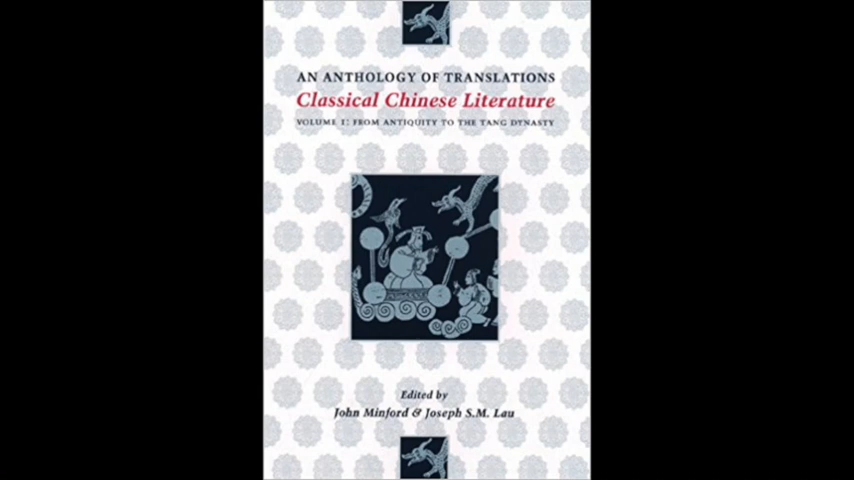 AN ANTHOLOGY OF TRANSLATIONS
Classical Chinese Literature
VOLUME I: FROM ANTIQUITY TO THE TANG DYNASTY
Edited by
John Minford & Joseph S.M. Lau